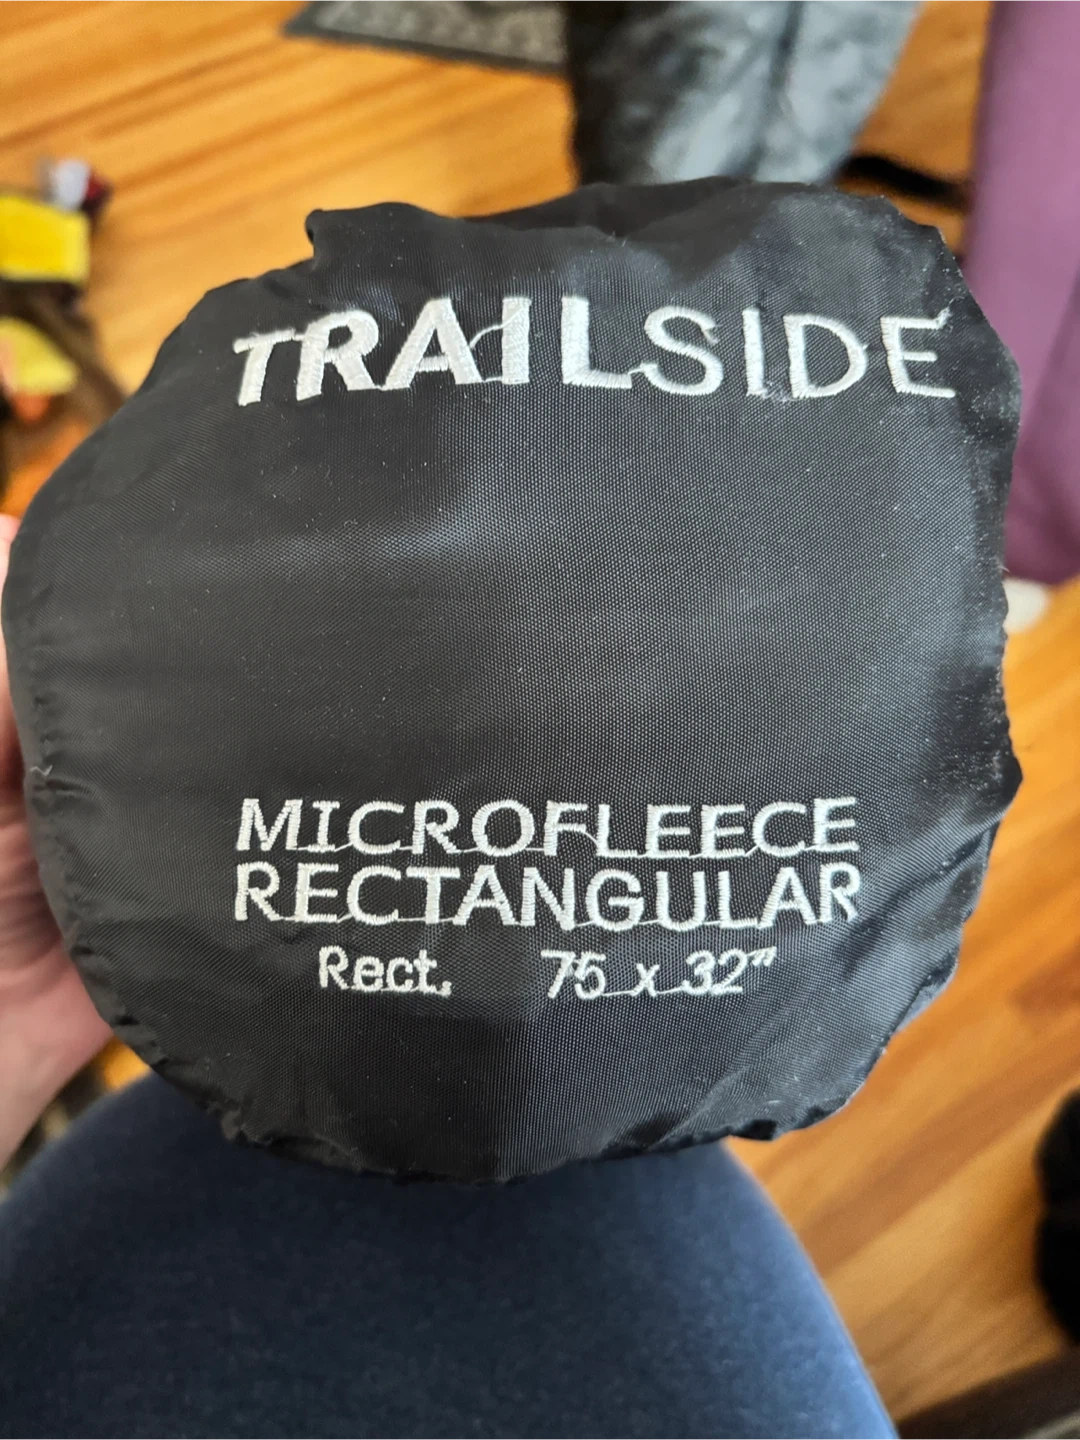 TRAILSIDE
MICROFLEECE
RECTANGULAR
Rect. 75 x 32"